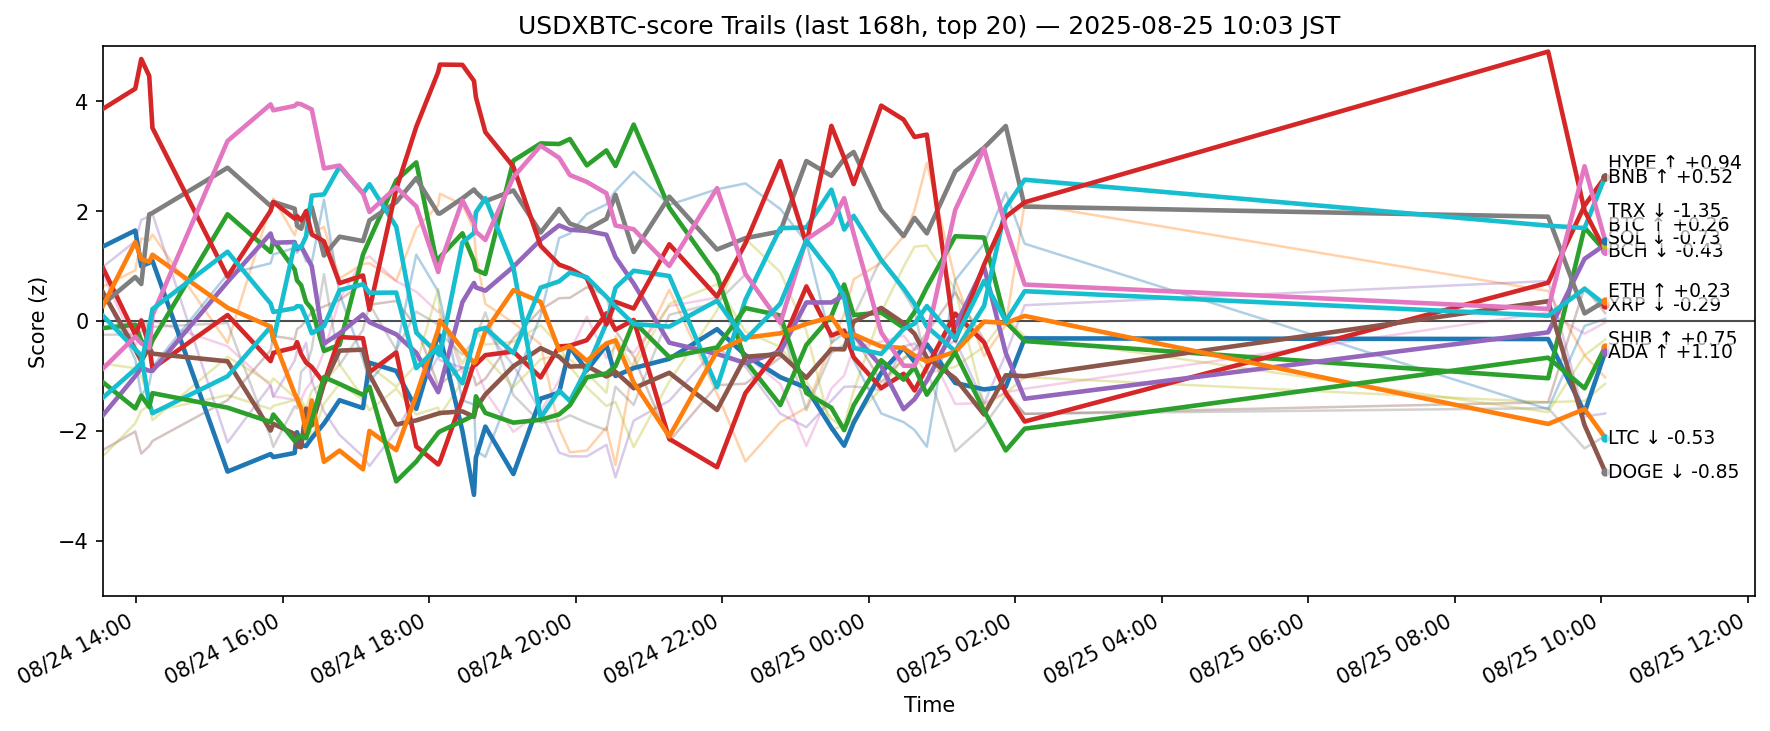 USDXBTC-score Trails (last 168h, top 20) — 2025-08-25 10:03 JST
Score (z)
4
2
0
−2
−4
HYPE ↑ +0.94
BNB ↑ +0.52
TRX ↓ -1.35
BTC ↑ +0.26
SOL ↓ -0.73
BCH ↓ -0.43
ETH ↑ +0.23
XRP ↓ -0.29
SHIB ↑ +0.75
ADA ↑ +1.10
LTC ↓ -0.53
DOGE ↓ -0.85
08/24 14:00
08/24 16:00
08/24 18:00
08/24 20:00
08/24 22:00
08/25 00:00
08/25 02:00
08/25 04:00
08/25 06:00
08/25 08:00
08/25 10:00
08/25 12:00
Time